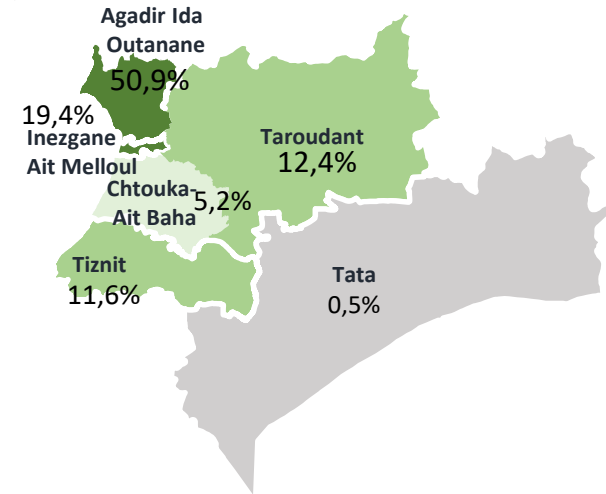 Agadir Ida
Outanane
50,9%
19,4%
Inezgane
Ait Melloul
Taroudant
12,4%
Chtouka-
Ait Baha
5,2%
Tiznit
11,6%
Tata
0,5%